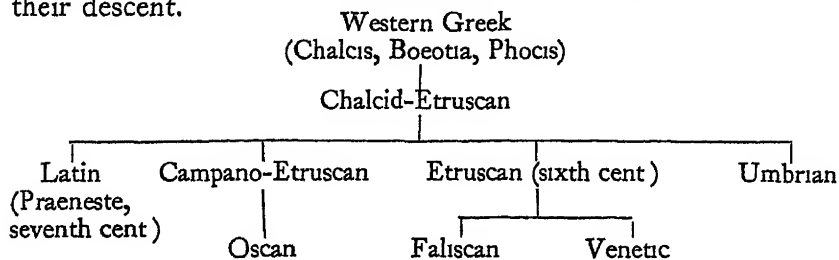 their descent.
Western Greek
(Chalcis, Boeotia, Phocis)
Chalcid-Etruscan
Latin Campano-Etruscan Etruscan (sixth cent) Umbrian
(Praeneste,
seventh cent)
Oscan Faliscan Venetic